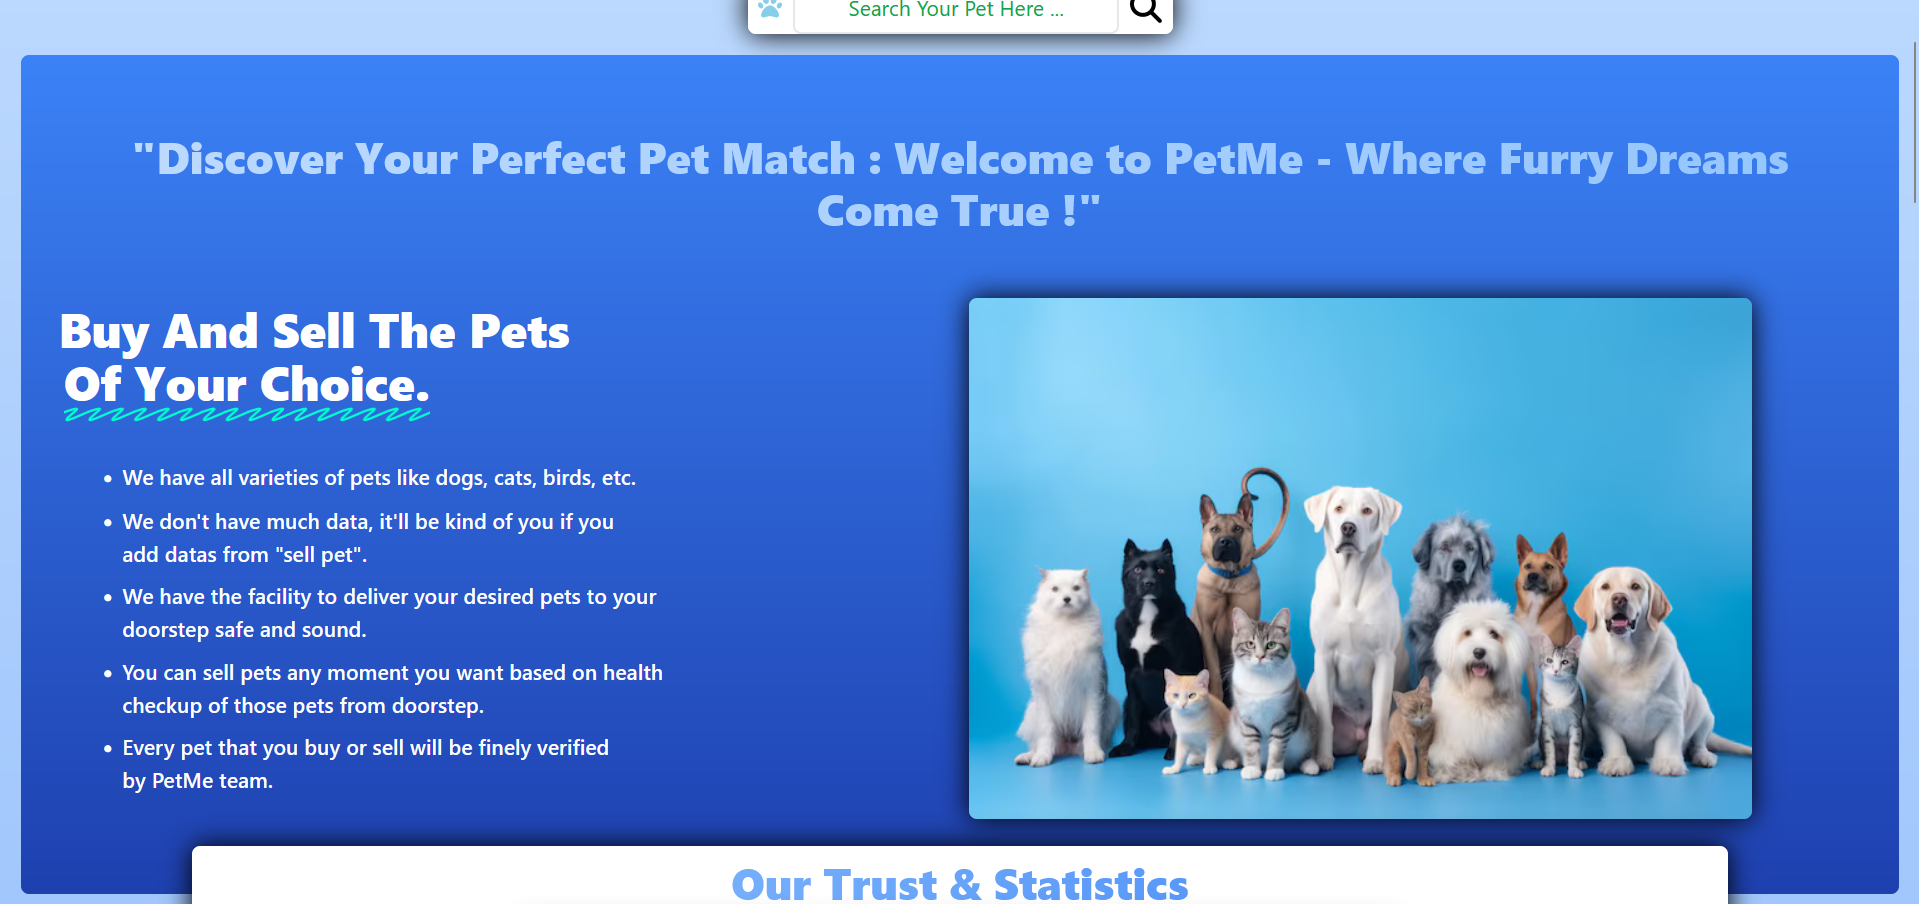 Search Your Pet Here ...
"Discover Your Perfect Pet Match : Welcome to PetMe - Where Furry Dreams
Come True !"
Buy And Sell The Pets
Of Your Choice.
• We have all varieties of pets like dogs, cats, birds, etc.
• We don't have much data, it'll be kind of you if you
add datas from "sell pet".
• We have the facility to deliver your desired pets to your
doorstep safe and sound.
• You can sell pets any moment you want based on health
checkup of those pets from doorstep.
• Every pet that you buy or sell will be finely verified
by PetMe team.
Our Trust & Statistics